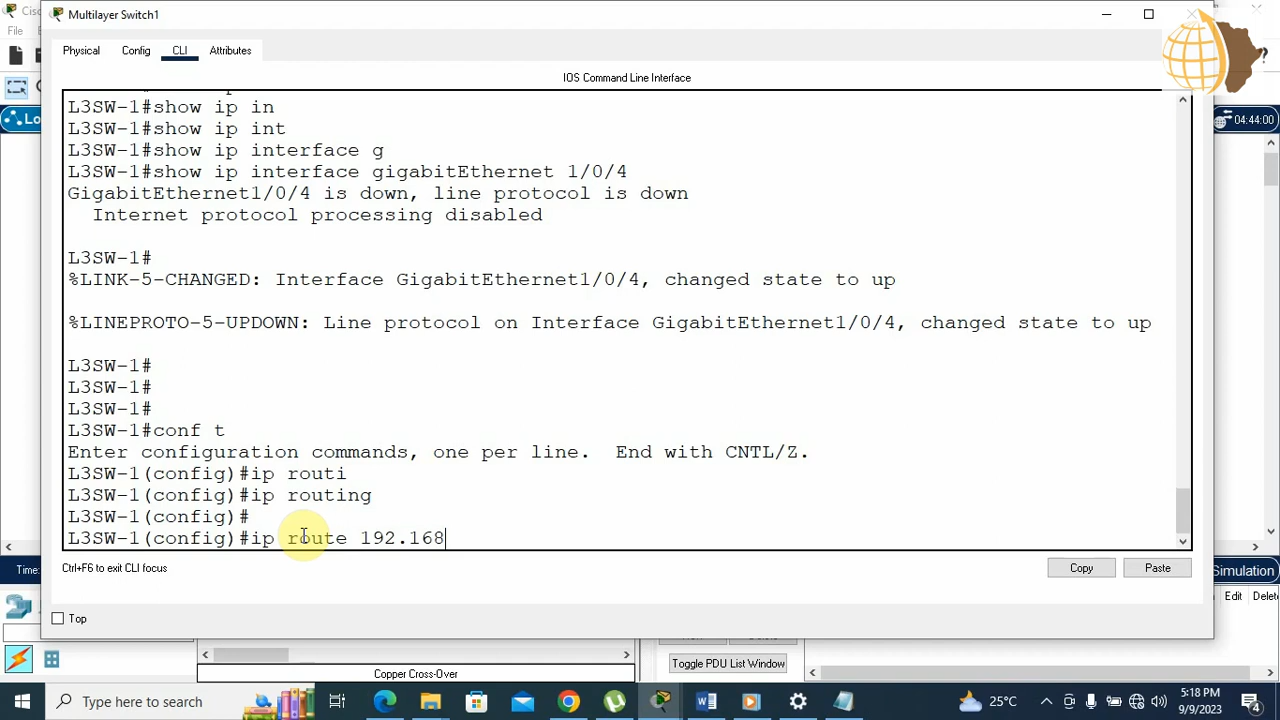 Cisc
Multilayer Switch1
File
Physical
Config
CLI
Attributes
IOS Command Line Interface
L3SW-1#show ip in
L3SW-1#show ip int
L3SW-1#show ip interface g
L3SW-1#show ip interface gigabitEthernet 1/0/4
GigabitEthernet1/0/4 is down, line protocol is down
Internet protocol processing disabled
L3SW-1#
%LINK-5-CHANGED: Interface GigabitEthernet1/0/4, changed state to up
%LINEPROTO-5-UPDOWN: Line protocol on Interface GigabitEthernet1/0/4, changed state to up
L3SW-1#
L3SW-1#
L3SW-1#
L3SW-1#conf t
Enter configuration commands, one per line.  End with CNTL/Z.
L3SW-1(config)#ip routi
L3SW-1(config)#ip routing
L3SW-1(config)#
L3SW-1(config)#ip route 192.168
Lo
04:44:00
Ctrl+F6 to exit CLI focus
Copy
Paste
Time:
Simulation
Top
Edit
Delete
Toggle PDU List Window
Copper Cross-Over
Type here to search
25°C
5:18 PM
9/9/2023
4